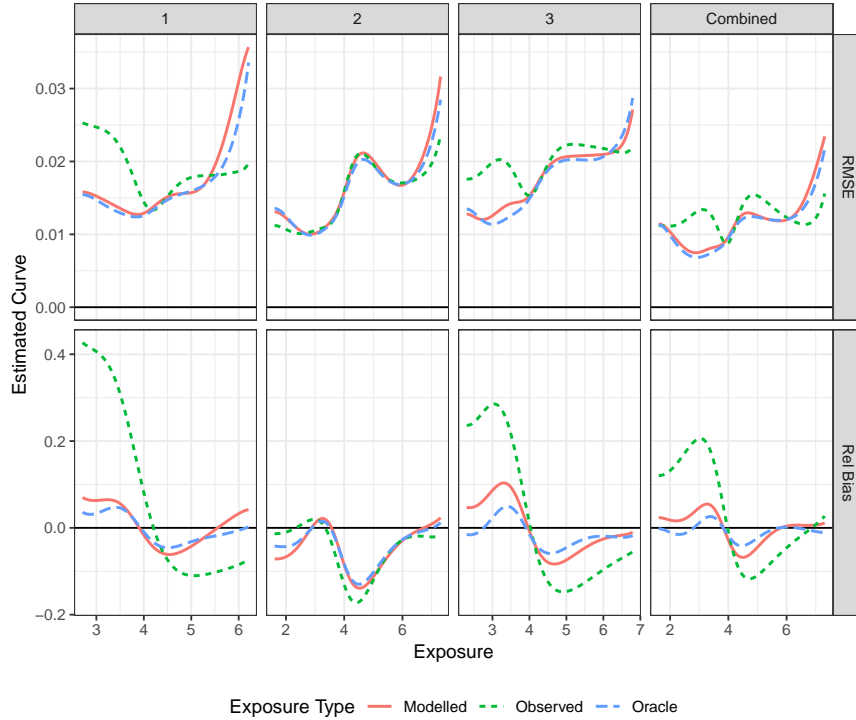 1 2 3 Combined
0.03
0.02
0.01
0.00
RMSE
0.4
0.2
0.0
−0.2
Rel Bias
Estimated Curve
3 4 5 6 2 4 6 3 4 5 6 7 2 4 6
Exposure
Exposure Type Modelled Observed Oracle